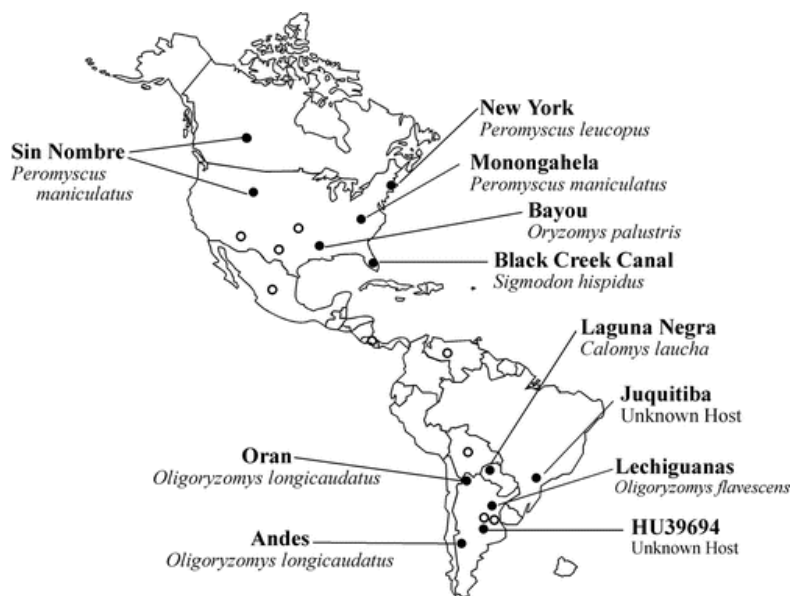 New York
Peromyscus leucopus
Sin Nombre
Peromyscus
maniculatus
Monongahela
Peromyscus maniculatus
Bayou
Oryzomys palustris
Black Creek Canal
Sigmodon hispidus
Laguna Negra
Calomys laucha
Juquitiba
Unknown Host
Oran
Oligoryzomys longicaudatus
Lechiguanas
Oligoryzomys flavescens
HU39694
Unknown Host
Andes
Oligoryzomys longicaudatus